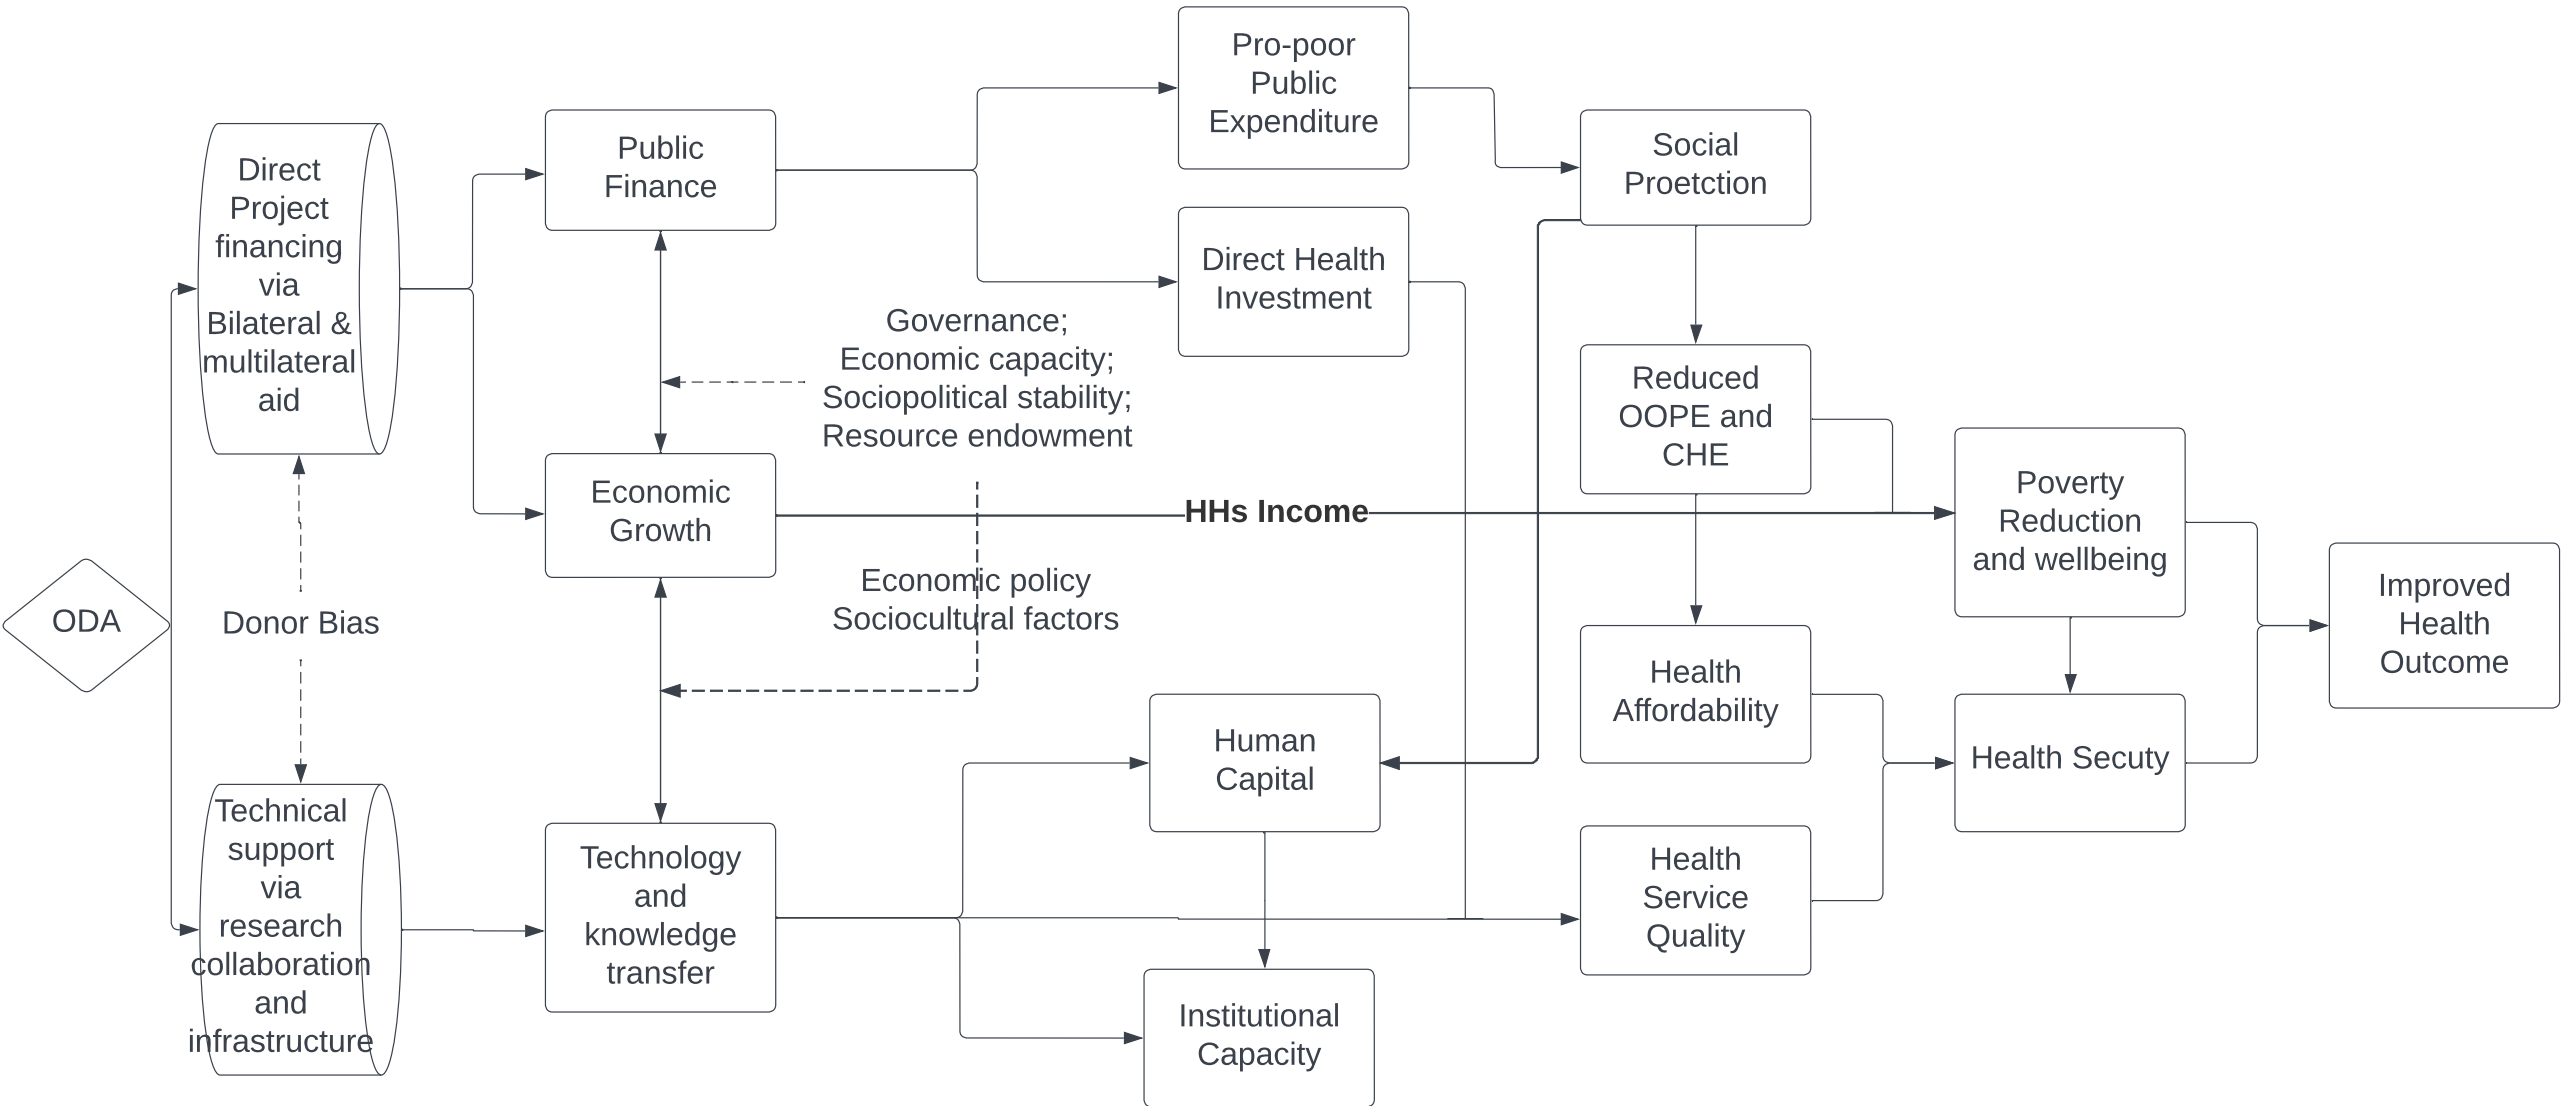 Pro-poor
Public
Expenditure
Direct
Project
financing
via
Bilateral &
multilateral
aid
Public
Finance
Social
Proetction
Direct Health
Investment
Governance;
Economic capacity;
Sociopolitical stability;
Resource endowment
Reduced
OOPE and
CHE
Economic
Growth
HHs Income
Poverty
Reduction
and wellbeing
ODA
Donor Bias
Economic policy
Sociocultural factors
Improved
Health
Outcome
Health
Affordability
Human
Capital
Health Secuty
Technical
support
via
research
collaboration
and
infrastructure
Technology
and
knowledge
transfer
Health
Service
Quality
Institutional
Capacity